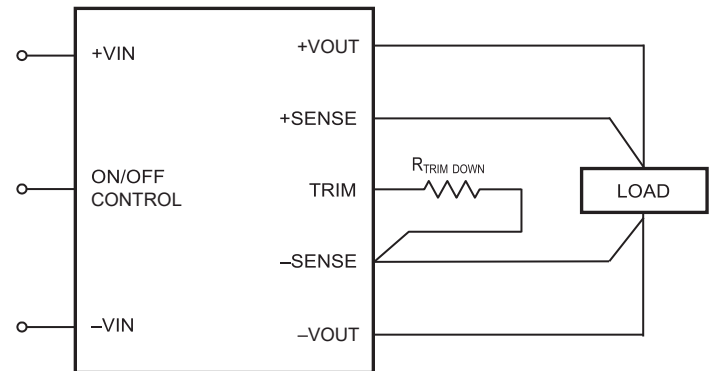 +VIN
+VOUT
+SENSE
ON/OFF
CONTROL
TRIM
RTRIM DOWN
LOAD
–SENSE
–VIN
–VOUT